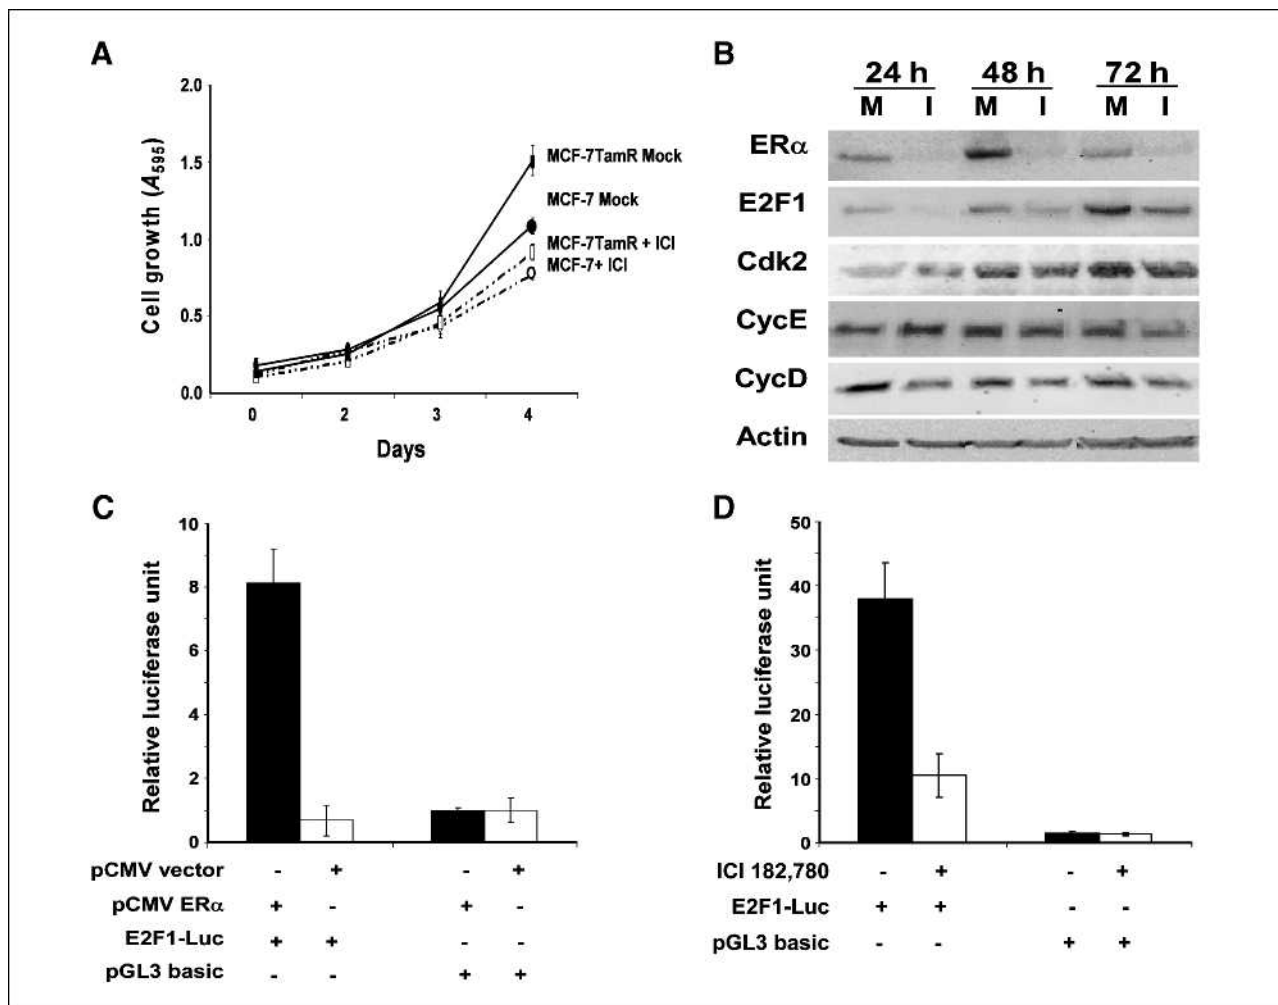 A
2.0
1.5
1.0
0.5
0.0
Cell growth (A595)
0 2 3 4
Days
MCF-7TamR Mock
MCF-7 Mock
MCF-7TamR + ICI
MCF-7+ ICI
B
24 h 48 h 72 h
M I M I M I
ERα
E2F1
Cdk2
CycE
CycD
Actin
C
10
8
6
4
2
0
Relative luciferase unit
pCMV vector - + - +
pCMV ERα + - + -
E2F1-Luc + + - -
pGL3 basic - - + +
D
50
40
30
20
10
0
Relative luciferase unit
ICI 182,780 - + - +
E2F1-Luc + + - -
pGL3 basic - - + +